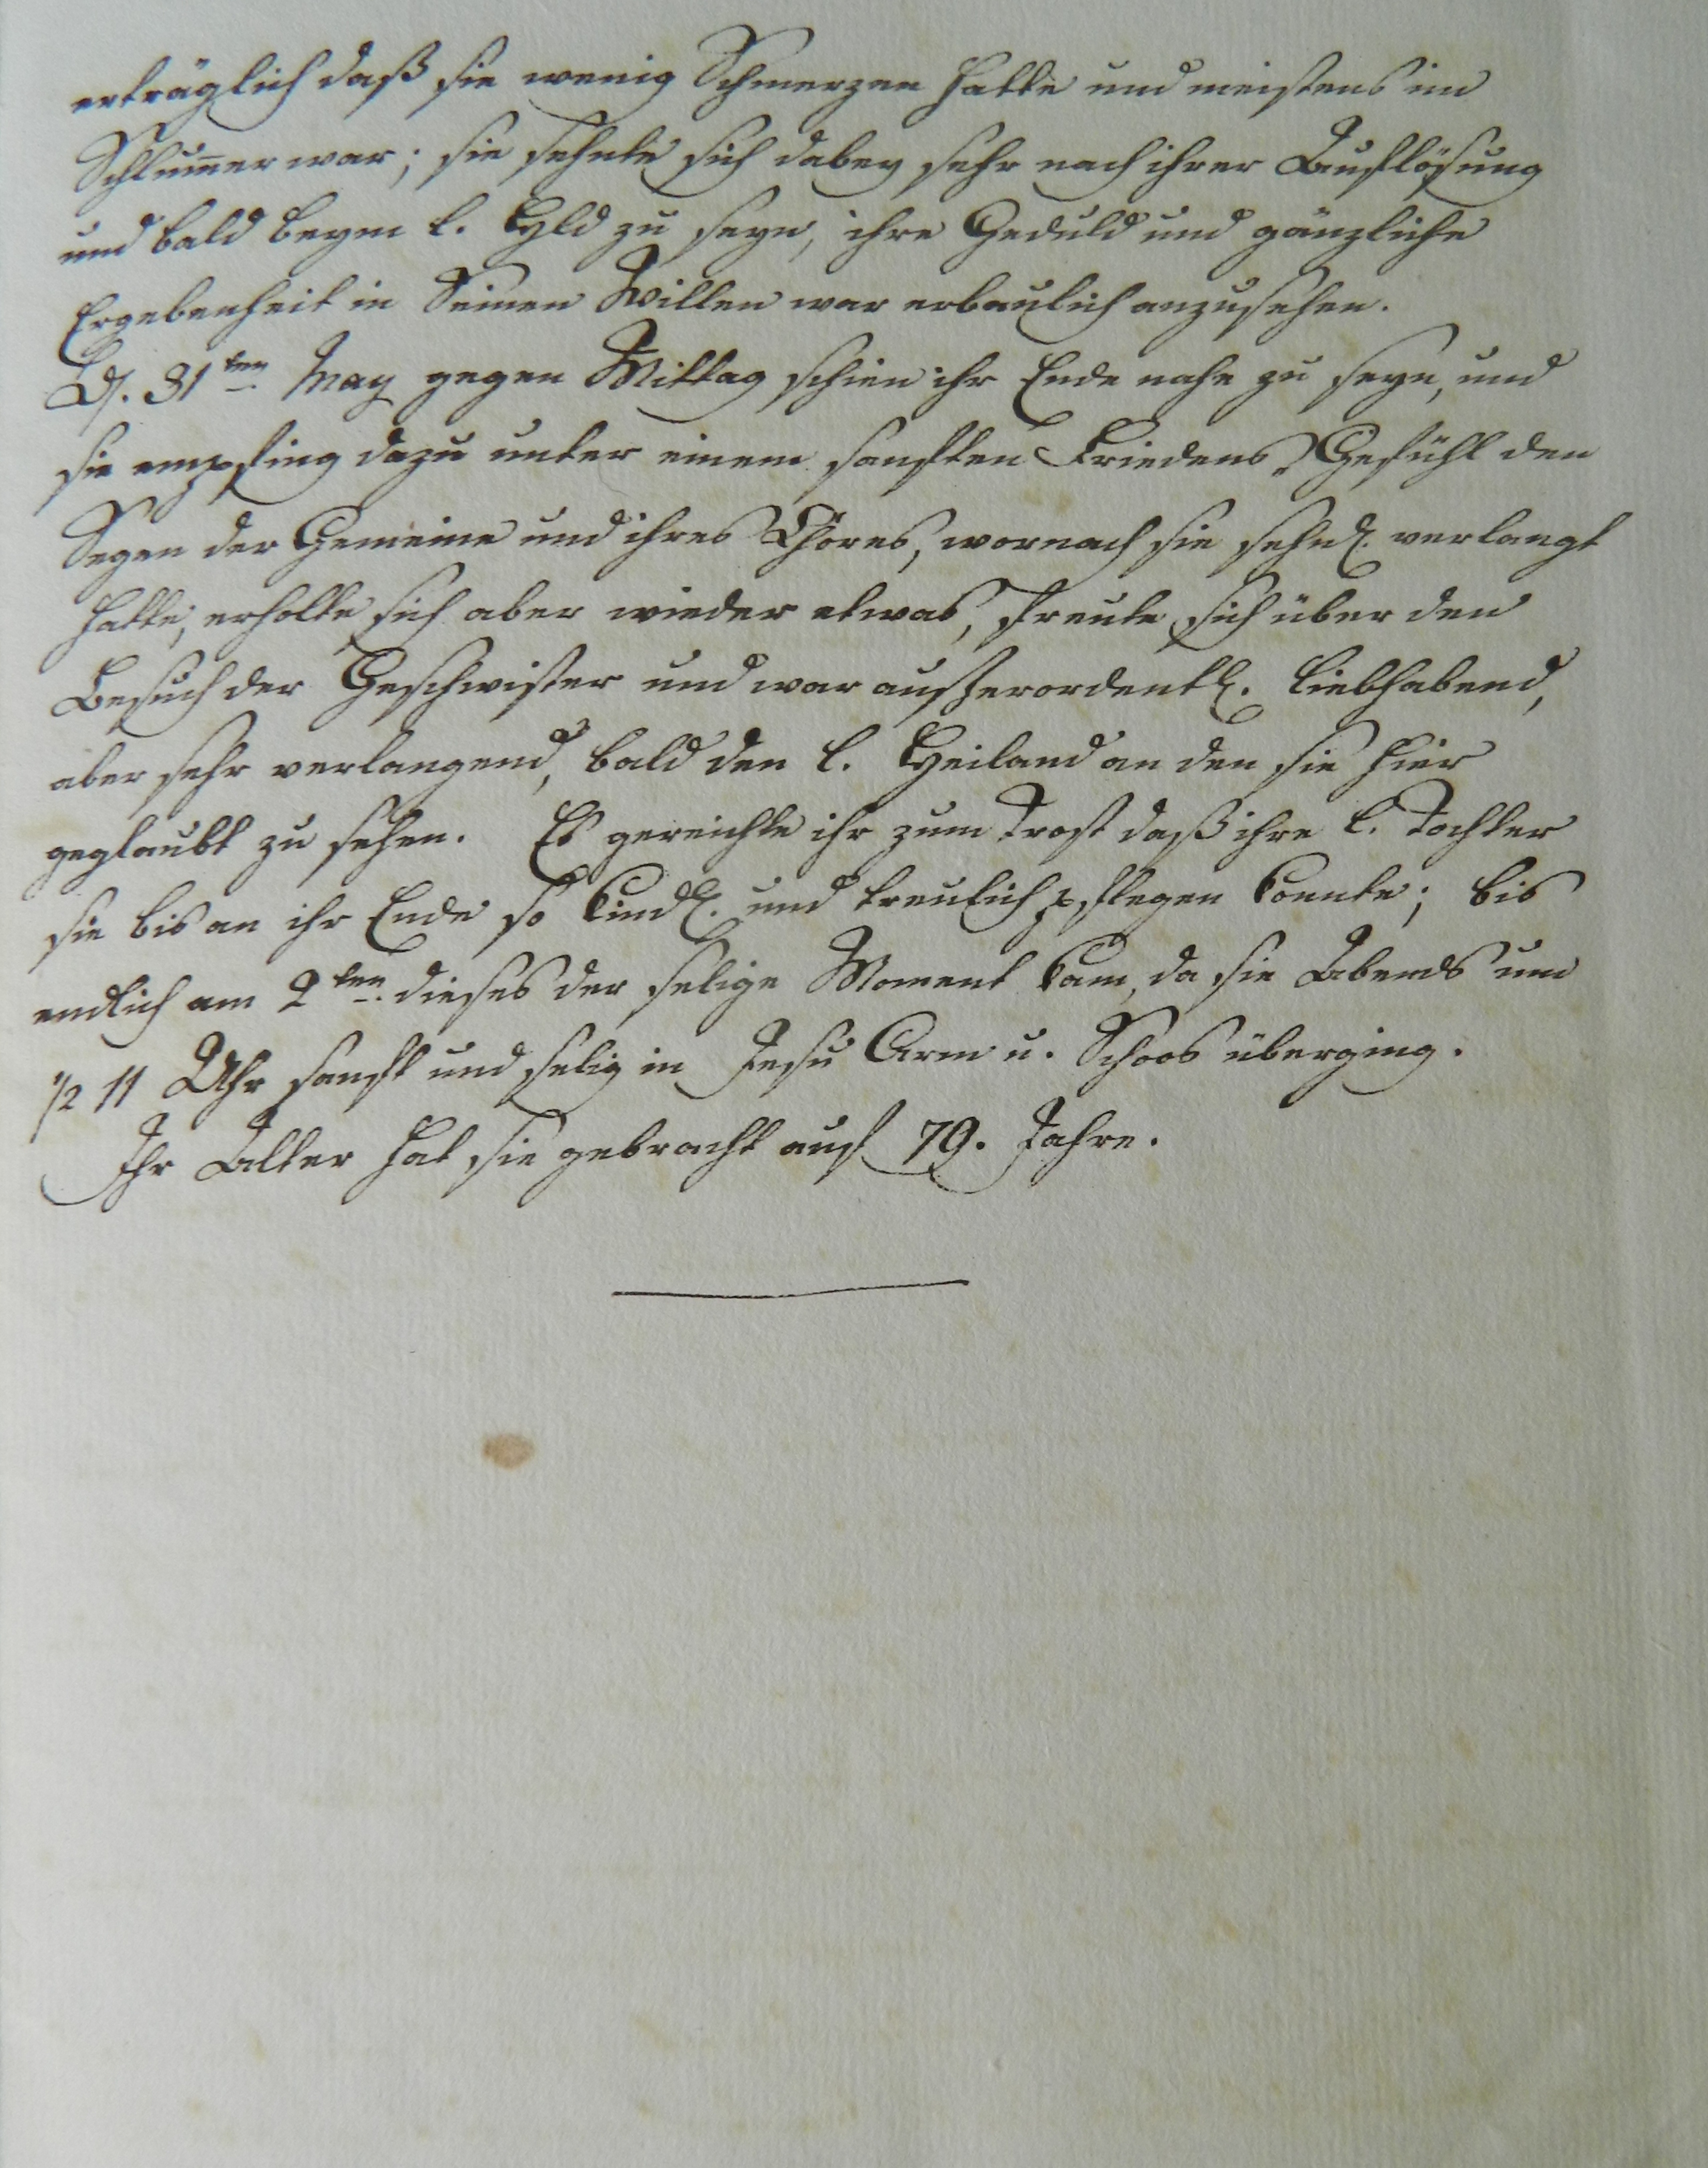 erträglich daß sie wenig Schmerzen hatte und meistens im
Schlum̅er war; sie sehnte sich dabey sehr nach ihrer Auflösung
und bald beym l. Hld zu seyn, ihre Geduld und gänzliche
Ergebenheit in Seinen Willen war erbaulich anzusehen.
D. 31ten May gegen Mittag schien ihr Ende nahe zu seyn, und
sie empfing dazu unter einem sanften Friedens-Gefühl den
Segen der Gemeine und ihres Chores, wornach sie sehnl. verlangt
hatte, erholte sich aber wieder etwas, freute sich über den
Besuch der Geschwister und war außerordentl. liebhabend,
aber sehr verlangend, bald den l. Heiland an den sie hier
geglaubt zu sehen. Es gereichte ihr zum Trost daß ihre l. Tochter
sie bis an ihr Ende so kindl. und treulich pflegen konnte; bis
endlich am 2ten dieses der selige Moment kam, da sie Abends um
1/2 11 Uhr sanft und selig in Jesu Arm u. Schoos überging.
Ihr Alter hat sie gebracht auf 79. Jahre.